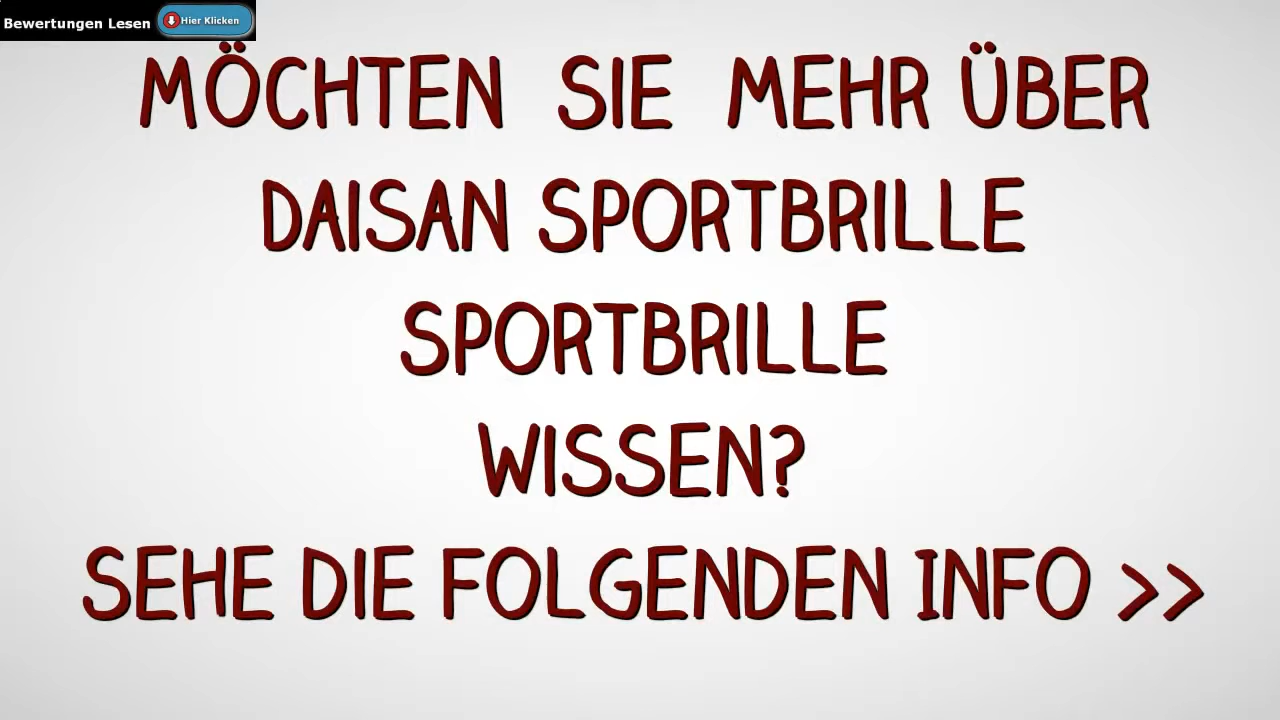 Bewertungen Lesen Hier Klicken
MÖCHTEN SIE MEHR ÜBER
DAISAN SPORTBRILLE
SPORTBRILLE
WISSEN?
SEHE DIE FOLGENDEN INFO >>